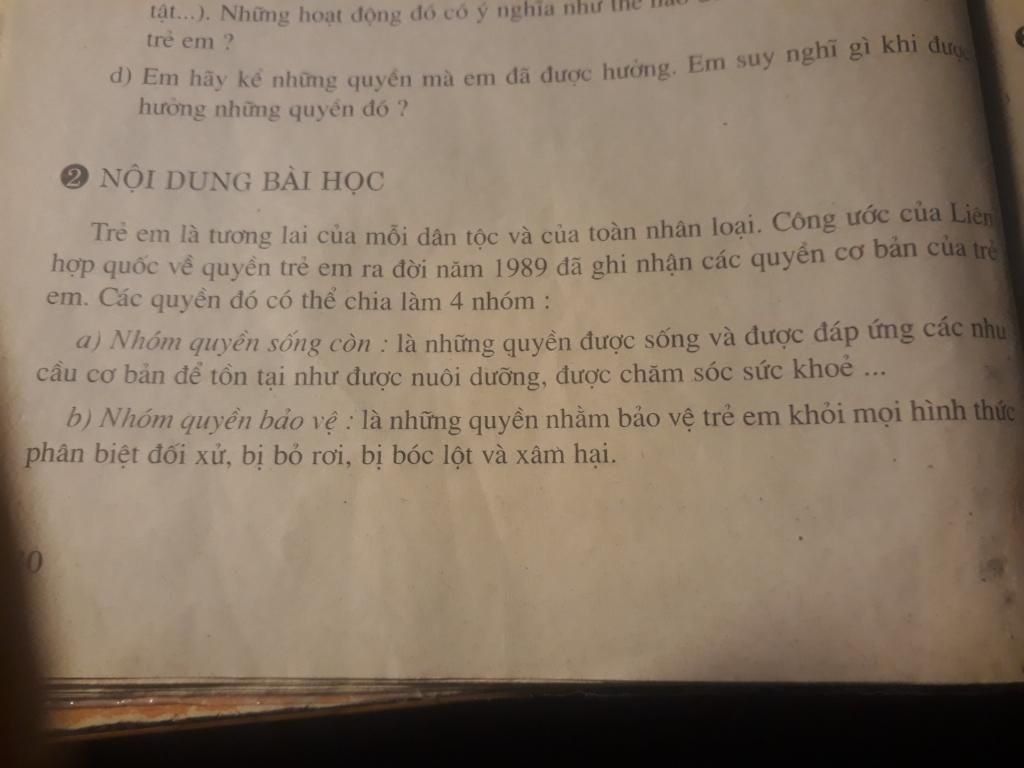 tật...). Những hoạt động đó có ý nghĩa như thế nào
trẻ em ?
d) Em hãy kể những quyền mà em đã được hưởng. Em suy nghĩ gì khi được
hưởng những quyền đó ?
2 NỘI DUNG BÀI HỌC
Trẻ em là tương lai của mỗi dân tộc và của toàn nhân loại. Công ước của Liên
hợp quốc về quyền trẻ em ra đời năm 1989 đã ghi nhận các quyền cơ bản của trẻ
em. Các quyền đó có thể chia làm 4 nhóm :
a) Nhóm quyền sống còn : là những quyền được sống và được đáp ứng các nhu
cầu cơ bản để tồn tại như được nuôi dưỡng, được chăm sóc sức khoẻ ...
b) Nhóm quyền bảo vệ : là những quyền nhằm bảo vệ trẻ em khỏi mọi hình thức
phân biệt đối xử, bị bỏ rơi, bị bóc lột và xâm hại.